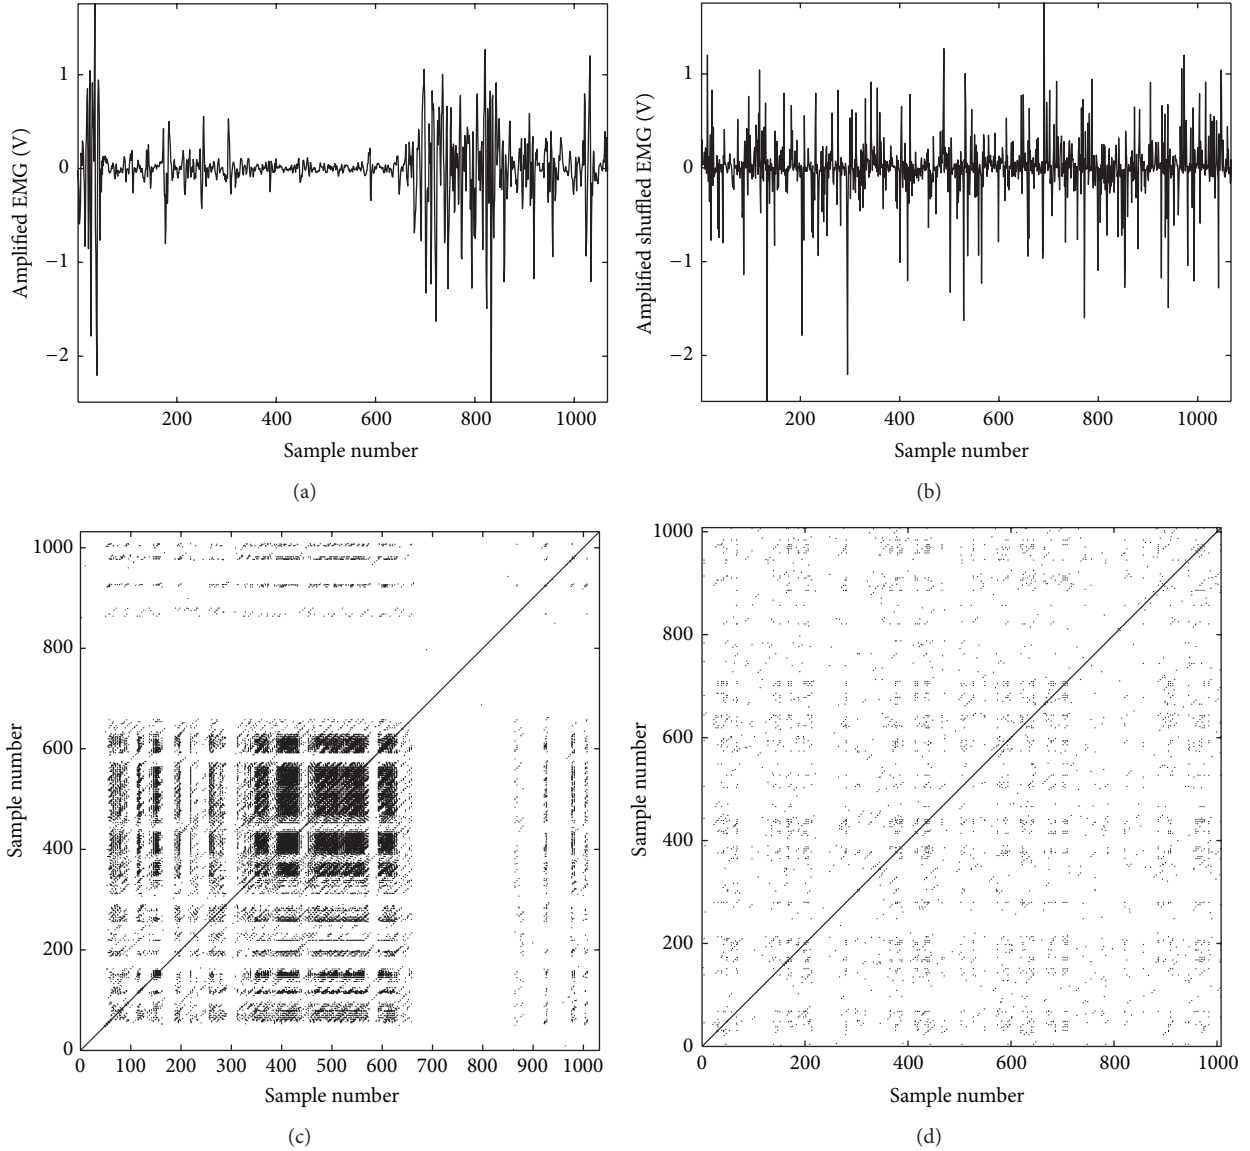 Amplified EMG (V)
1
0
−1
−2
200 400 600 800 1000
Sample number
(a)
Amplified shuffled EMG (V)
1
0
−1
−2
200 400 600 800 1000
Sample number
(b)
Sample number
1000
800
600
400
200
0
0 100 200 300 400 500 600 700 800 900 1000
Sample number
(c)
Sample number
1000
800
600
400
200
0
0 200 400 600 800 1000
Sample number
(d)